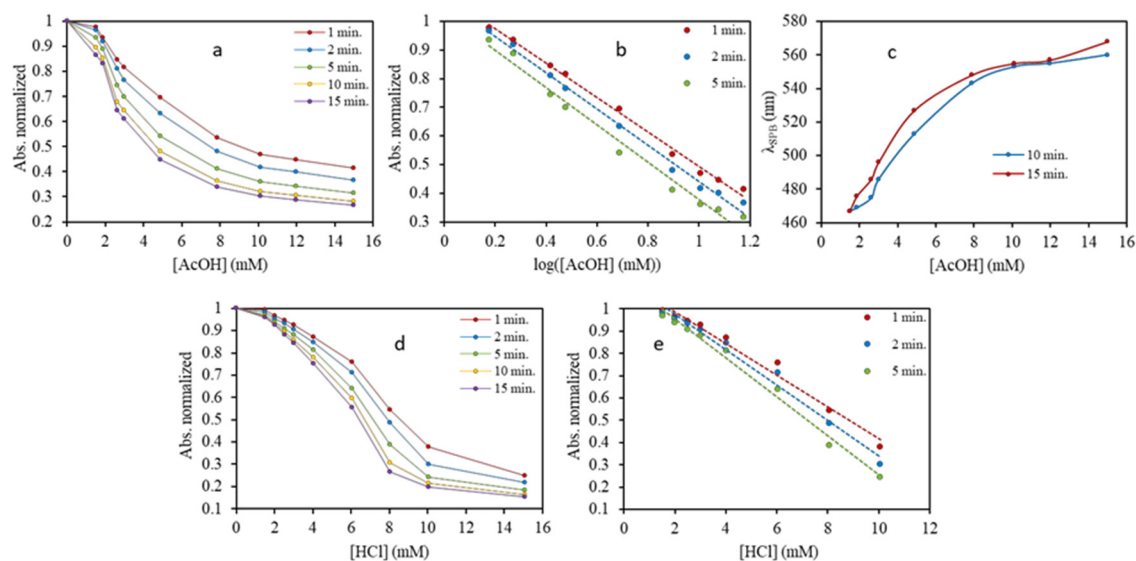 a
Abs. normalized
1
0.9
0.8
0.7
0.6
0.5
0.4
0.3
0.2
0 2 4 6 8 10 12 14 16
[AcOH] (mM)
1 min.
2 min.
5 min.
10 min.
15 min.
b
Abs. normalized
1
0.9
0.8
0.7
0.6
0.5
0.4
0.3
0 0.2 0.4 0.6 0.8 1.0 1.2
log([AcOH] (mM))
1 min.
2 min.
5 min.
c
λSPB (nm)
580
560
540
520
500
480
460
0 2 4 6 8 10 12 14 16
[AcOH] (mM)
10 min.
15 min.
d
Abs. normalized
1
0.9
0.8
0.7
0.6
0.5
0.4
0.3
0.2
0.1
0 2 4 6 8 10 12 14 16
[HCl] (mM)
1 min.
2 min.
5 min.
10 min.
15 min.
e
Abs. normalized
1
0.9
0.8
0.7
0.6
0.5
0.4
0.3
0.2
0.1
0 2 4 6 8 10 12
[HCl] (mM)
1 min.
2 min.
5 min.